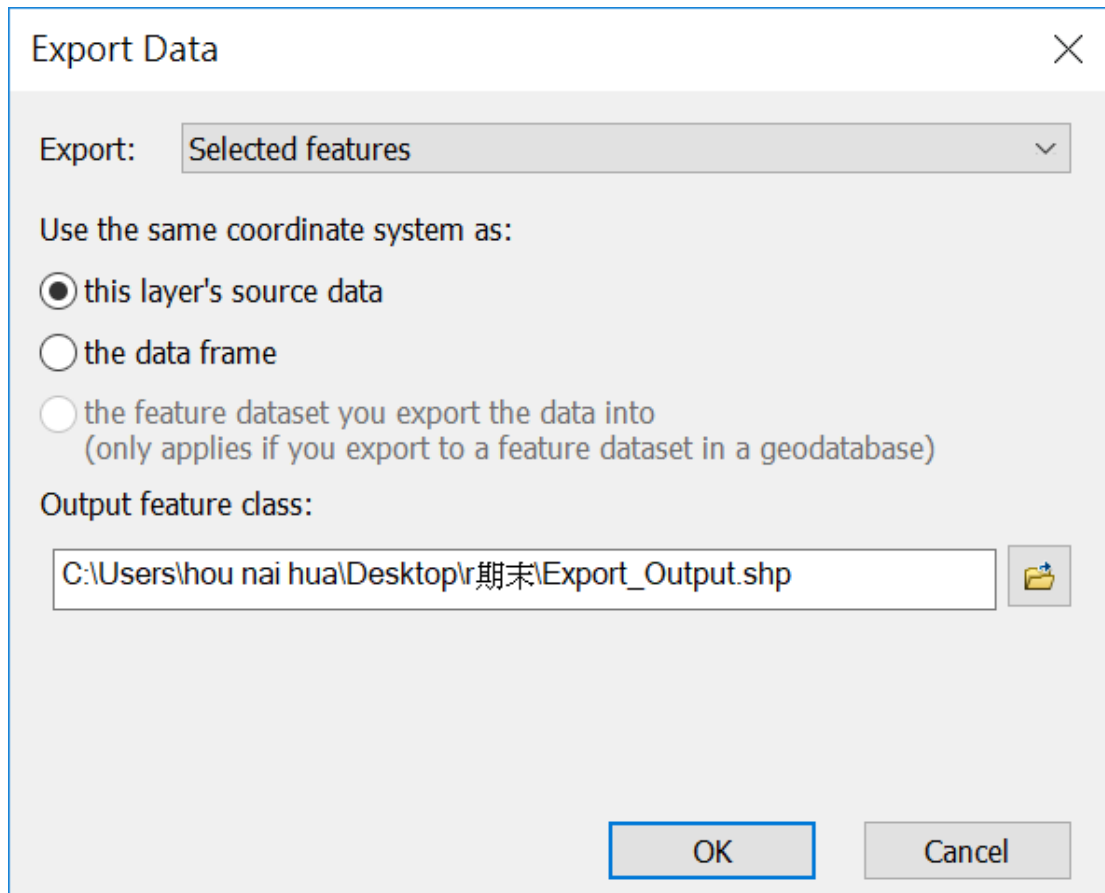 Export Data
Export: Selected features
Use the same coordinate system as:
this layer's source data
the data frame
the feature dataset you export the data into
(only applies if you export to a feature dataset in a geodatabase)
Output feature class:
C:\Users\hou nai hua\Desktop\r期末\Export_Output.shp
OK Cancel